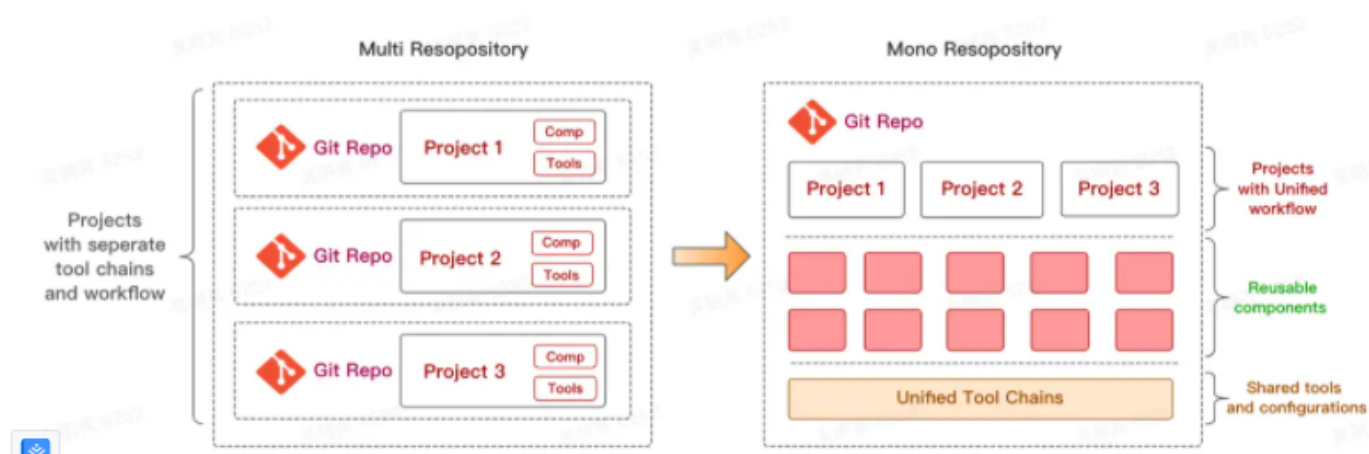 Multi Resopository
Projects
with seperate
tool chains
and workflow
Git Repo
Project 1
Comp
Tools
Git Repo
Project 2
Comp
Tools
Git Repo
Project 3
Comp
Tools
Mono Resopository
Git Repo
Project 1
Project 2
Project 3
Projects
with Unified
workflow
Reusable
components
Unified Tool Chains
Shared tools
and configurations